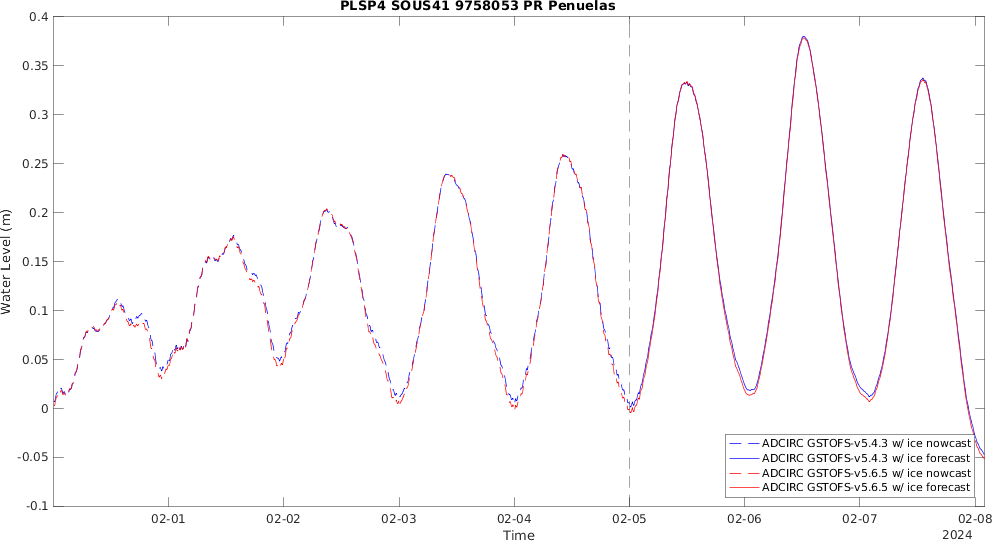 PLSP4 SOUS41 9758053 PR Penuelas
0.4
0.35
0.3
0.25
0.2
0.15
0.1
0.05
0
-0.05
-0.1
Water Level (m)
ADCIRC GSTOFS-v5.4.3 w/ ice nowcast
ADCIRC GSTOFS-v5.4.3 w/ ice forecast
ADCIRC GSTOFS-v5.6.5 w/ ice nowcast
ADCIRC GSTOFS-v5.6.5 w/ ice forecast
02-01 02-02 02-03 02-04 02-05 02-06 02-07 02-08
Time
2024